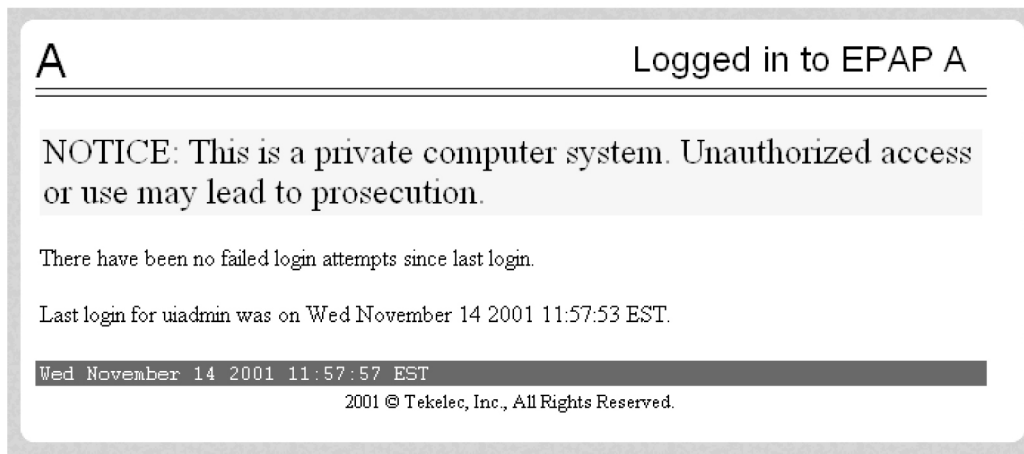 A
Logged in to EPAP A
NOTICE: This is a private computer system. Unauthorized access
or use may lead to prosecution.
There have been no failed login attempts since last login.
Last login for uiadmin was on Wed November 14 2001 11:57:53 EST.
Wed November 14 2001 11:57:57 EST
2001 © Tekelec, Inc., All Rights Reserved.